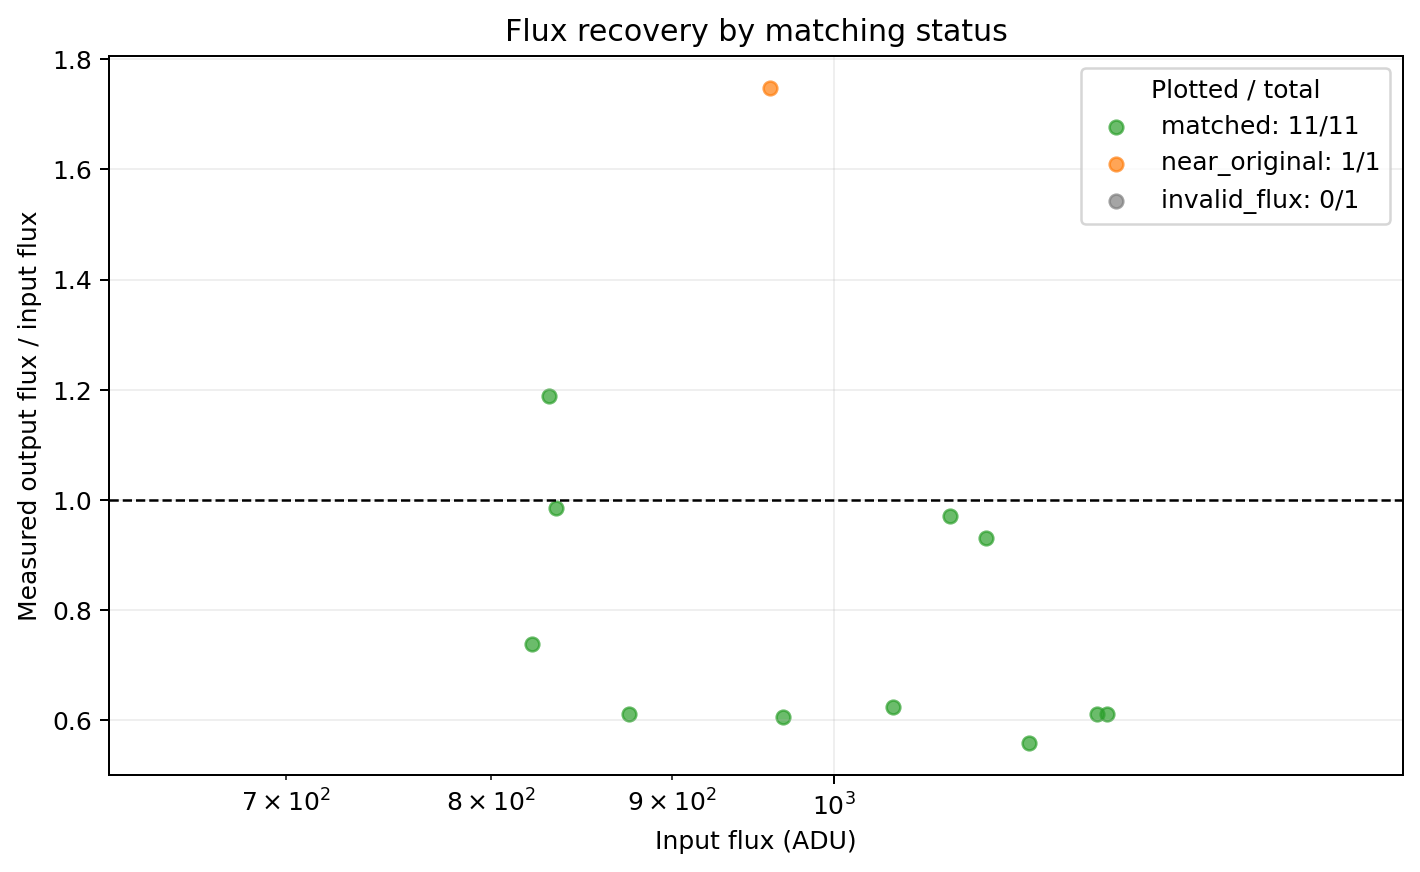 Flux recovery by matching status
Measured output flux / input flux
1.8
1.6
1.4
1.2
1.0
0.8
0.6
Plotted / total
matched: 11/11
near_original: 1/1
invalid_flux: 0/1
7 × 10²
8 × 10²
9 × 10²
10³
Input flux (ADU)